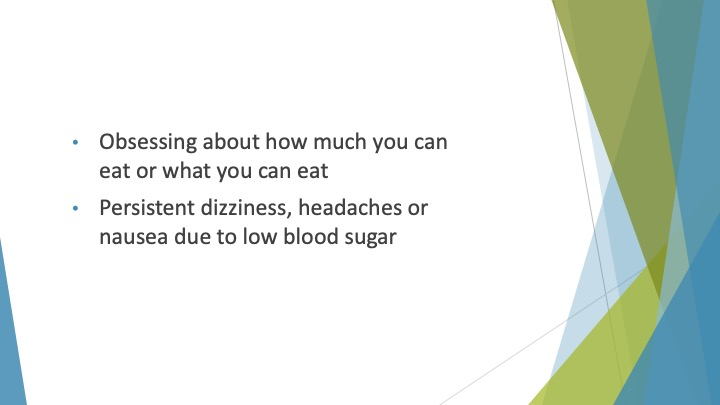 • Obsessing about how much you can
eat or what you can eat
• Persistent dizziness, headaches or
nausea due to low blood sugar